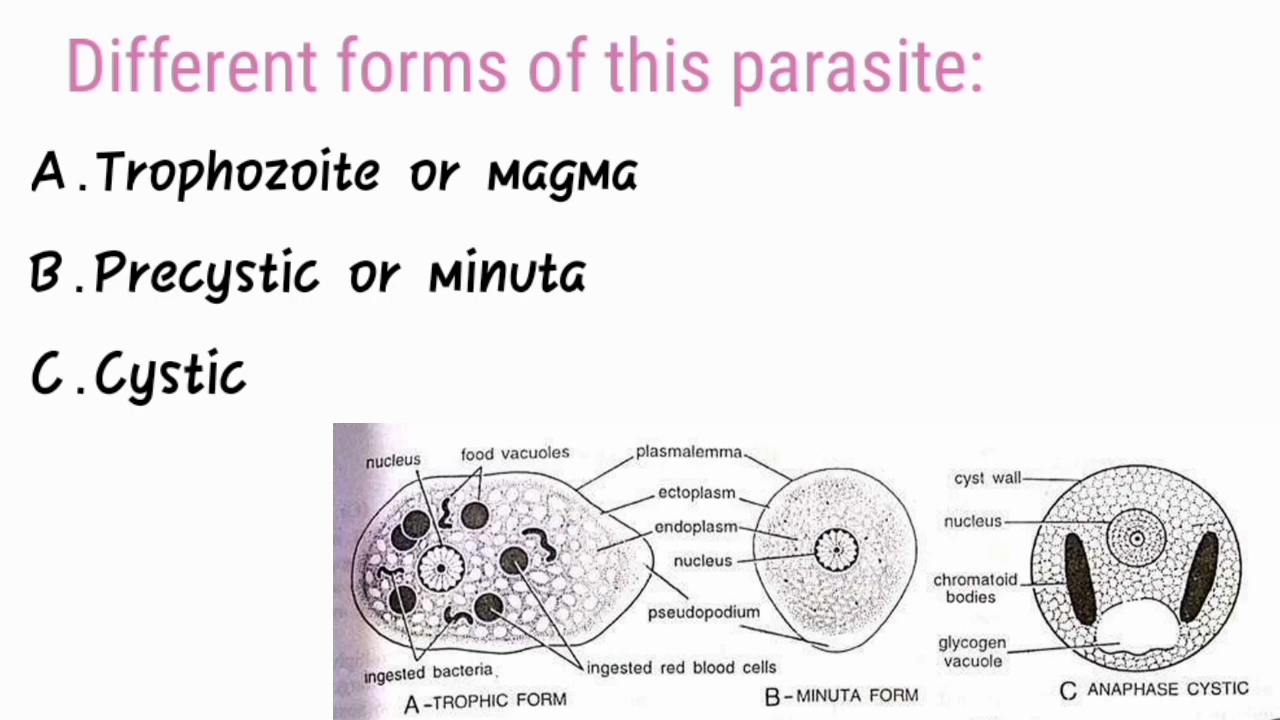 Different forms of this parasite:
A.Trophozoite or magma
B.Precystic or minuta
C.Cystic
nucleus
food vacuoles
plasmalemma
ectoplasm
endoplasm
nucleus
pseudopodium
ingested bacteria
ingested red blood cells
A-TROPHIC FORM
B-MINUTA FORM
cyst wall
nucleus
chromatoid
bodies
glycogen
vacuole
C ANAPHASE CYSTIC